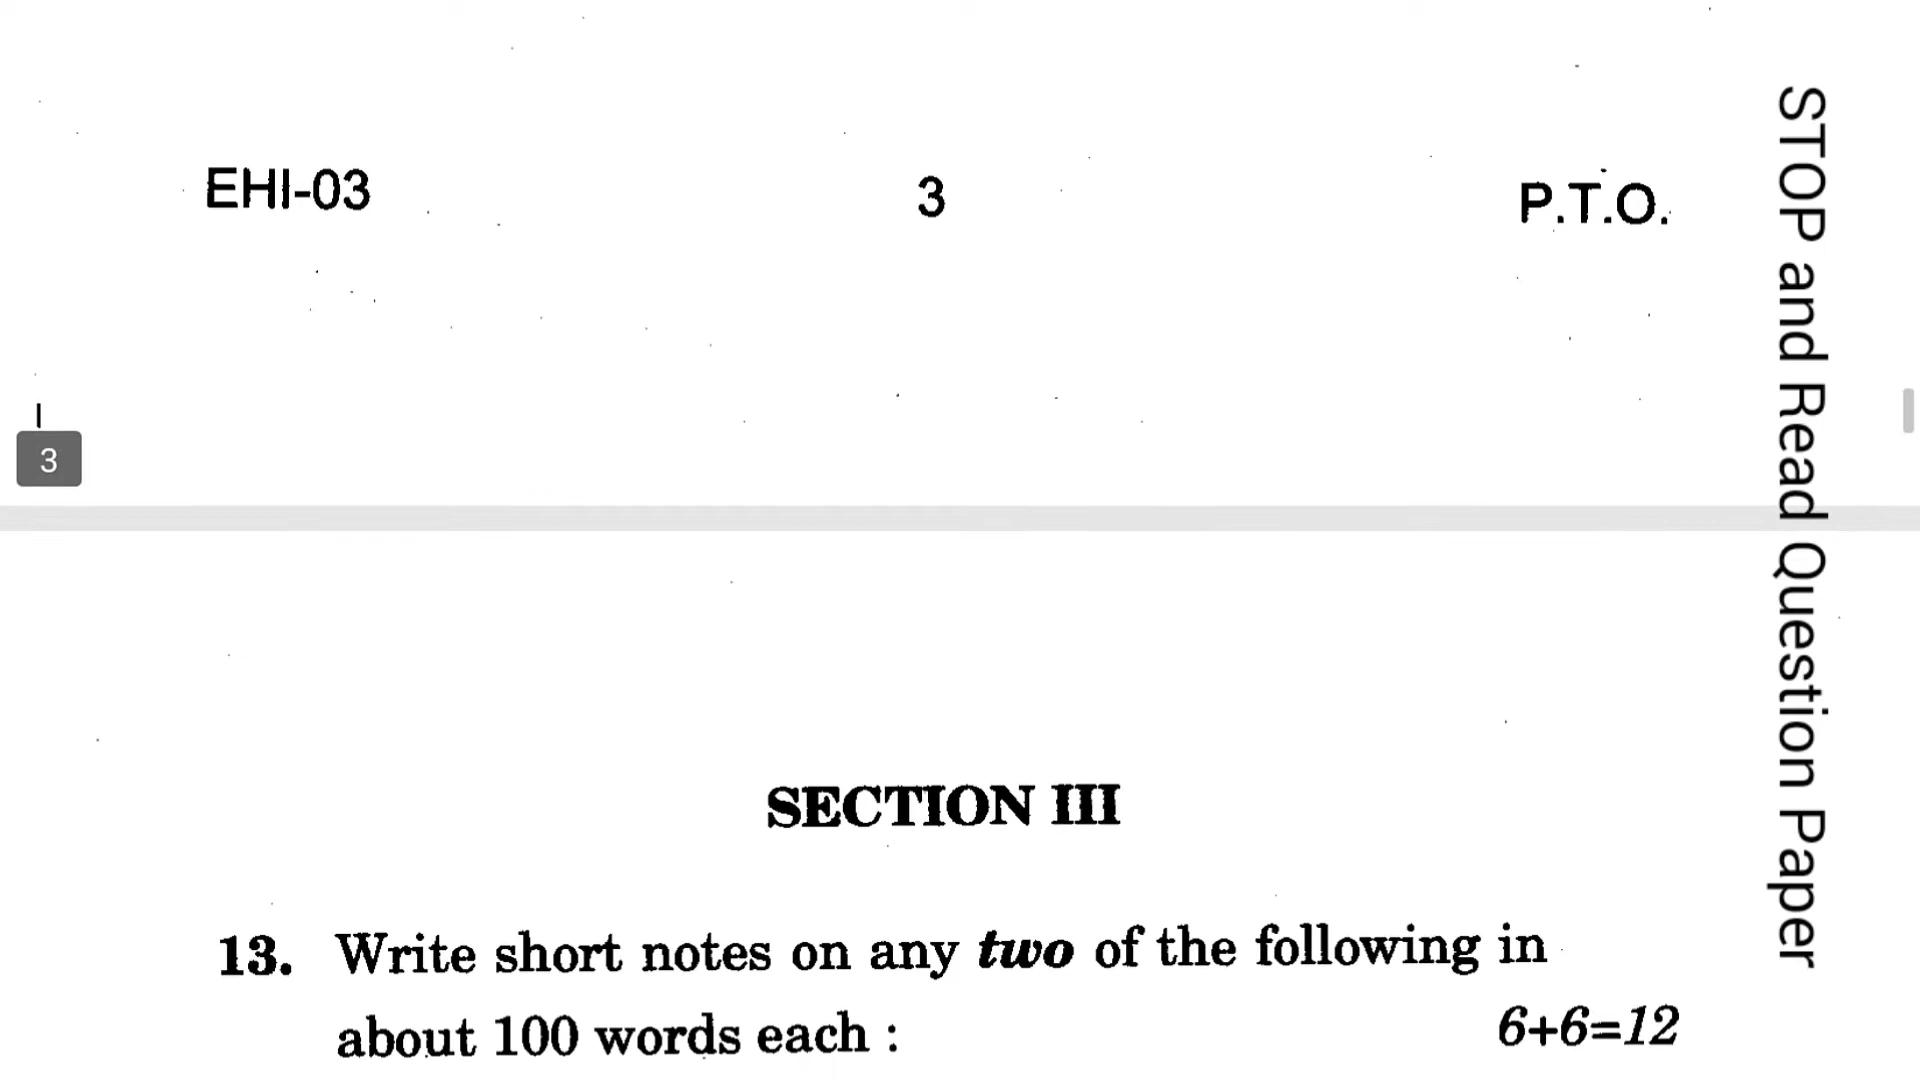 EHI-03 3 P.T.O.
3
SECTION III
13. Write short notes on any two of the following in
about 100 words each : 6+6=12
STOP and Read Question Paper